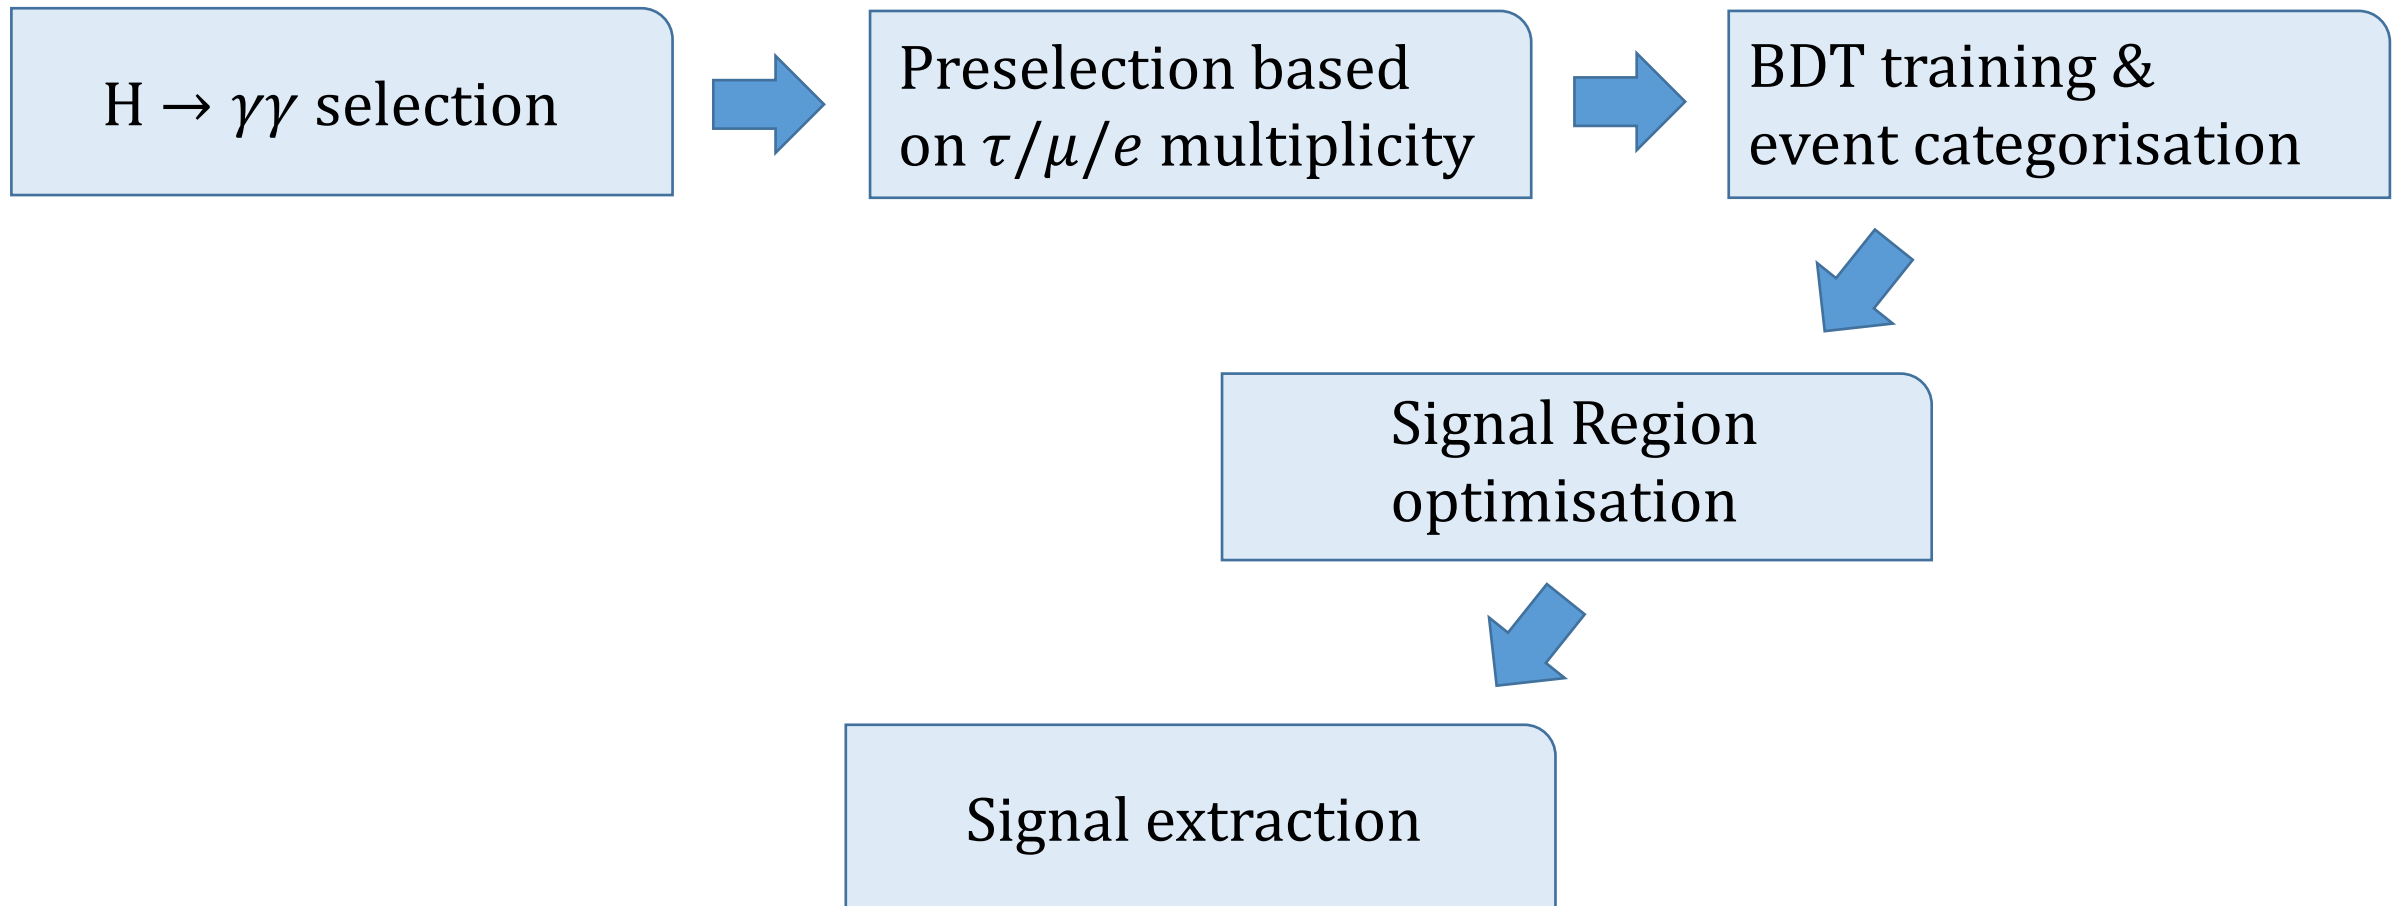 H → γγ selection
Preselection based
on τ/μ/e multiplicity
BDT training &
event categorisation
Signal Region
optimisation
Signal extraction